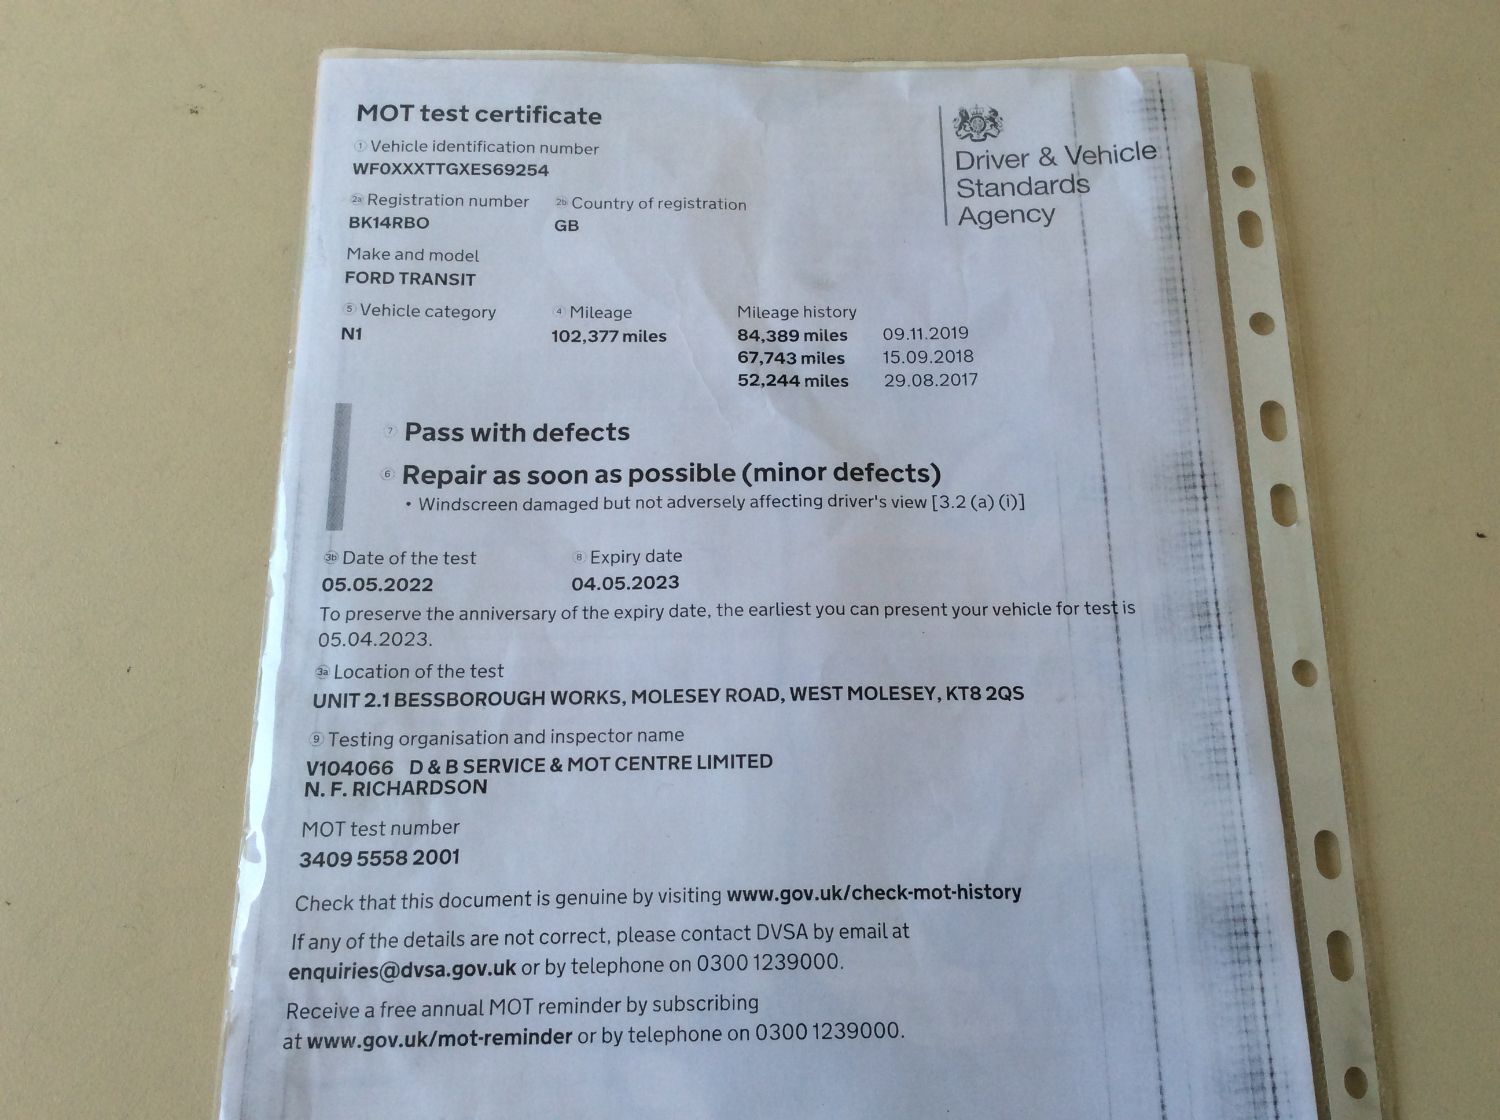 MOT test certificate
1 Vehicle identification number
WF0XXXTTGXES69254
2a Registration number 2b Country of registration
BK14RBO GB
Make and model
FORD TRANSIT
5 Vehicle category 4 Mileage Mileage history
N1 102,377 miles 84,389 miles 09.11.2019
67,743 miles 15.09.2018
52,244 miles 29.08.2017
Driver & Vehicle
Standards
Agency
7 Pass with defects
6 Repair as soon as possible (minor defects)
• Windscreen damaged but not adversely affecting driver's view [3.2 (a) (i)]
3b Date of the test 8 Expiry date
05.05.2022 04.05.2023
To preserve the anniversary of the expiry date, the earliest you can present your vehicle for test is
05.04.2023.
3a Location of the test
UNIT 2.1 BESSBOROUGH WORKS, MOLESEY ROAD, WEST MOLESEY, KT8 2QS
9 Testing organisation and inspector name
V104066 D & B SERVICE & MOT CENTRE LIMITED
N. F. RICHARDSON
MOT test number
3409 5558 2001
Check that this document is genuine by visiting www.gov.uk/check-mot-history
If any of the details are not correct, please contact DVSA by email at
enquiries@dvsa.gov.uk or by telephone on 0300 1239000.
Receive a free annual MOT reminder by subscribing
at www.gov.uk/mot-reminder or by telephone on 0300 1239000.